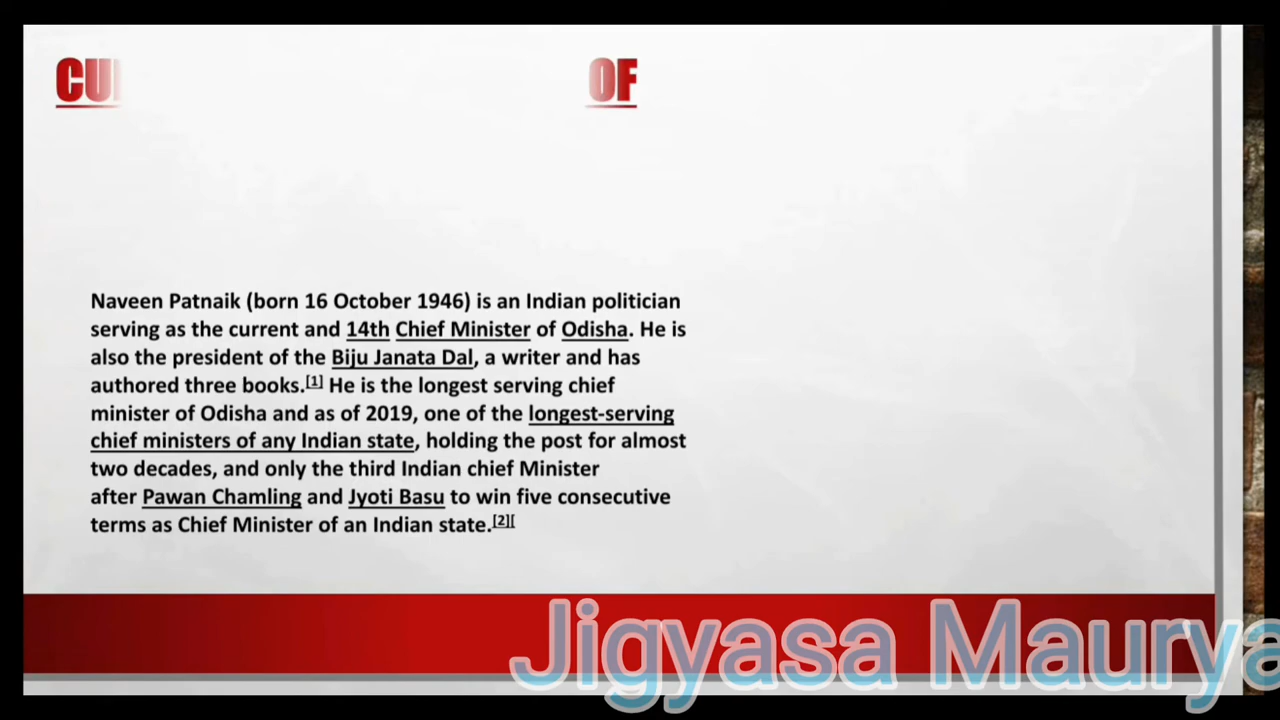 CU OF
Naveen Patnaik (born 16 October 1946) is an Indian politician
serving as the current and 14th Chief Minister of Odisha. He is
also the president of the Biju Janata Dal, a writer and has
authored three books.[1] He is the longest serving chief
minister of Odisha and as of 2019, one of the longest-serving
chief ministers of any Indian state, holding the post for almost
two decades, and only the third Indian chief Minister
after Pawan Chamling and Jyoti Basu to win five consecutive
terms as Chief Minister of an Indian state.[2][
Jigyasa Maurya